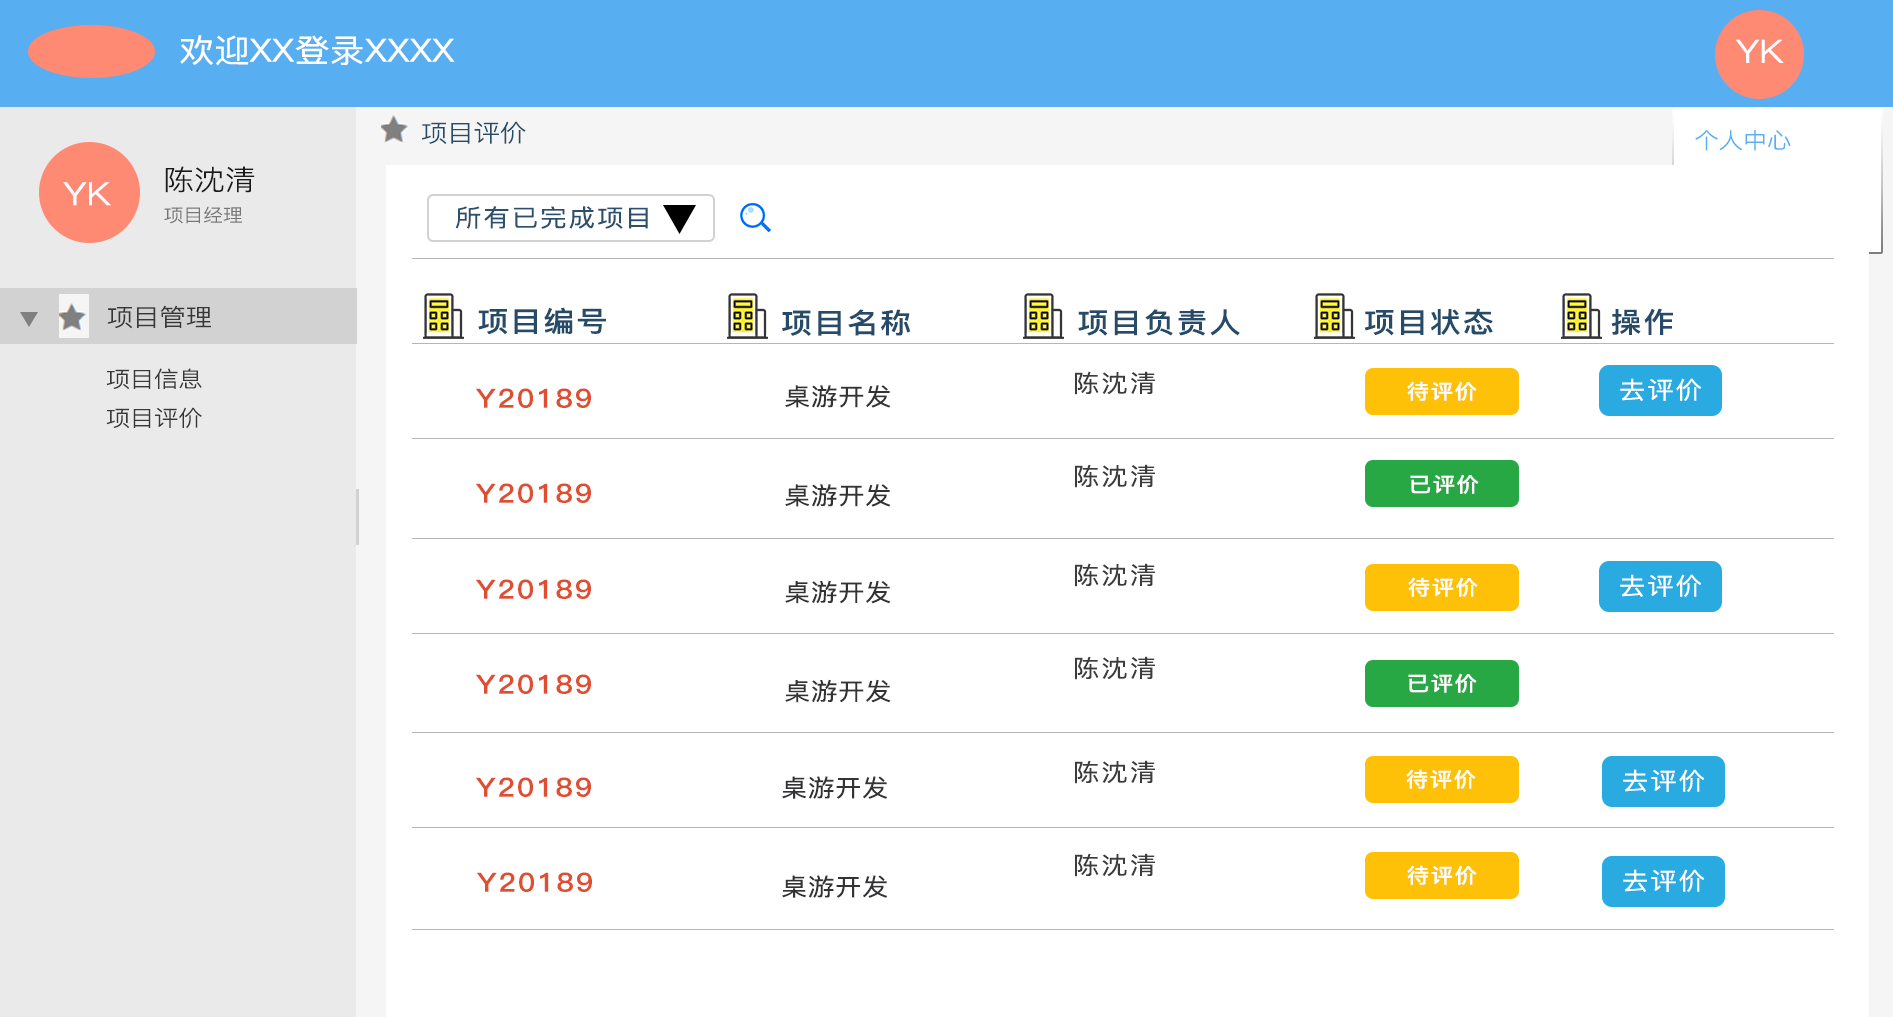 欢迎XX登录XXXX
YK
YK
陈沈清
项目经理
项目管理
项目信息
项目评价
项目评价
个人中心
所有已完成项目
项目编号 项目名称 项目负责人 项目状态 操作
Y20189 桌游开发 陈沈清 待评价 去评价
Y20189 桌游开发 陈沈清 已评价
Y20189 桌游开发 陈沈清 待评价 去评价
Y20189 桌游开发 陈沈清 已评价
Y20189 桌游开发 陈沈清 待评价 去评价
Y20189 桌游开发 陈沈清 待评价 去评价